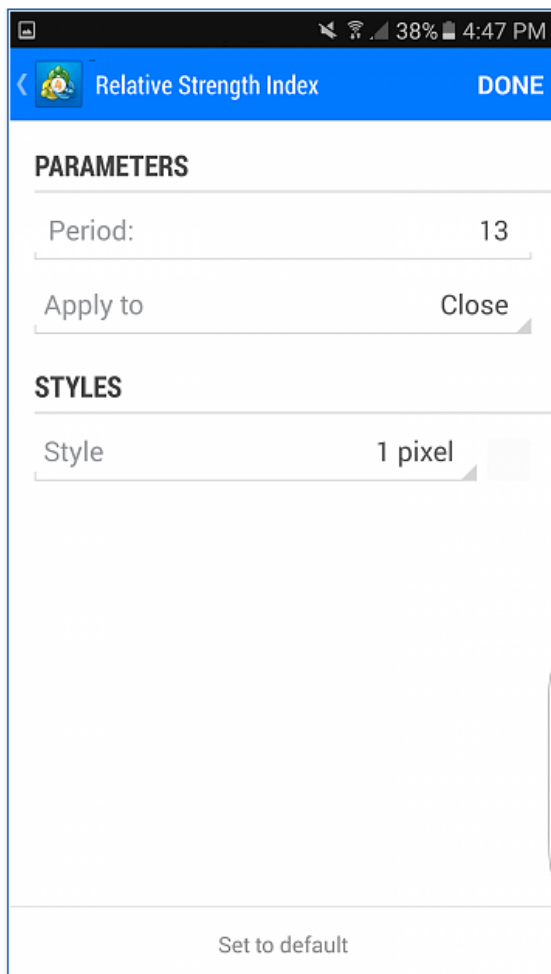 38% 4:47 PM
Relative Strength Index DONE
PARAMETERS
Period: 13
Apply to Close
STYLES
Style 1 pixel
Set to default